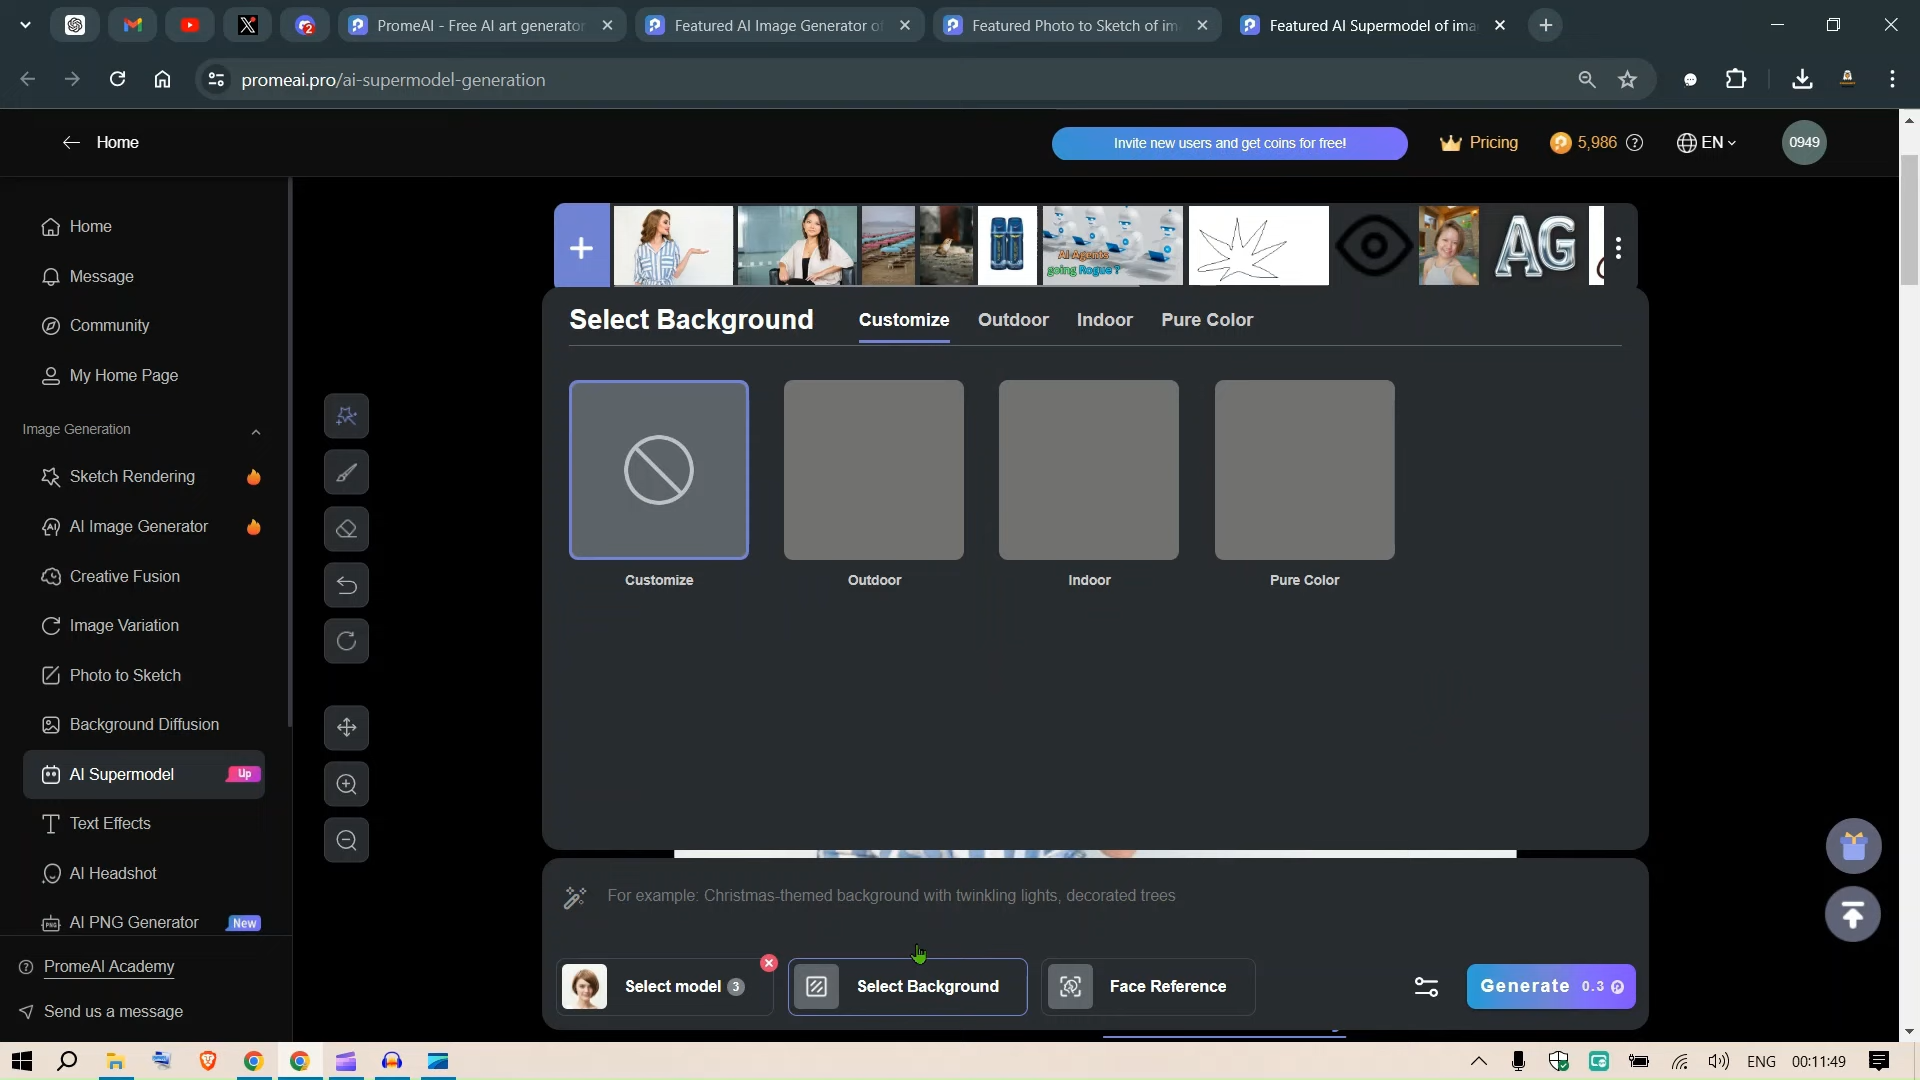 PromeAI - Free AI art generator
Featured AI Image Generator of
Featured Photo to Sketch of im
Featured AI Supermodel of ima
2
promeai.pro/ai-supermodel-generation
Home
Invite new users and get coins for free!
Pricing
5,986
EN
0949
Home
Message
Community
My Home Page
Image Generation
Sketch Rendering
AI Image Generator
Creative Fusion
Image Variation
Photo to Sketch
Background Diffusion
AI Supermodel
Up
Text Effects
AI Headshot
AI PNG Generator
New
PromeAI Academy
Send us a message
AI Agents
going Rogue ?
AG
Select Background
Customize
Outdoor
Indoor
Pure Color
Customize
Outdoor
Indoor
Pure Color
For example: Christmas-themed background with twinkling lights, decorated trees
Select model 3
Select Background
Face Reference
Generate 0.3
ENG
00:11:49